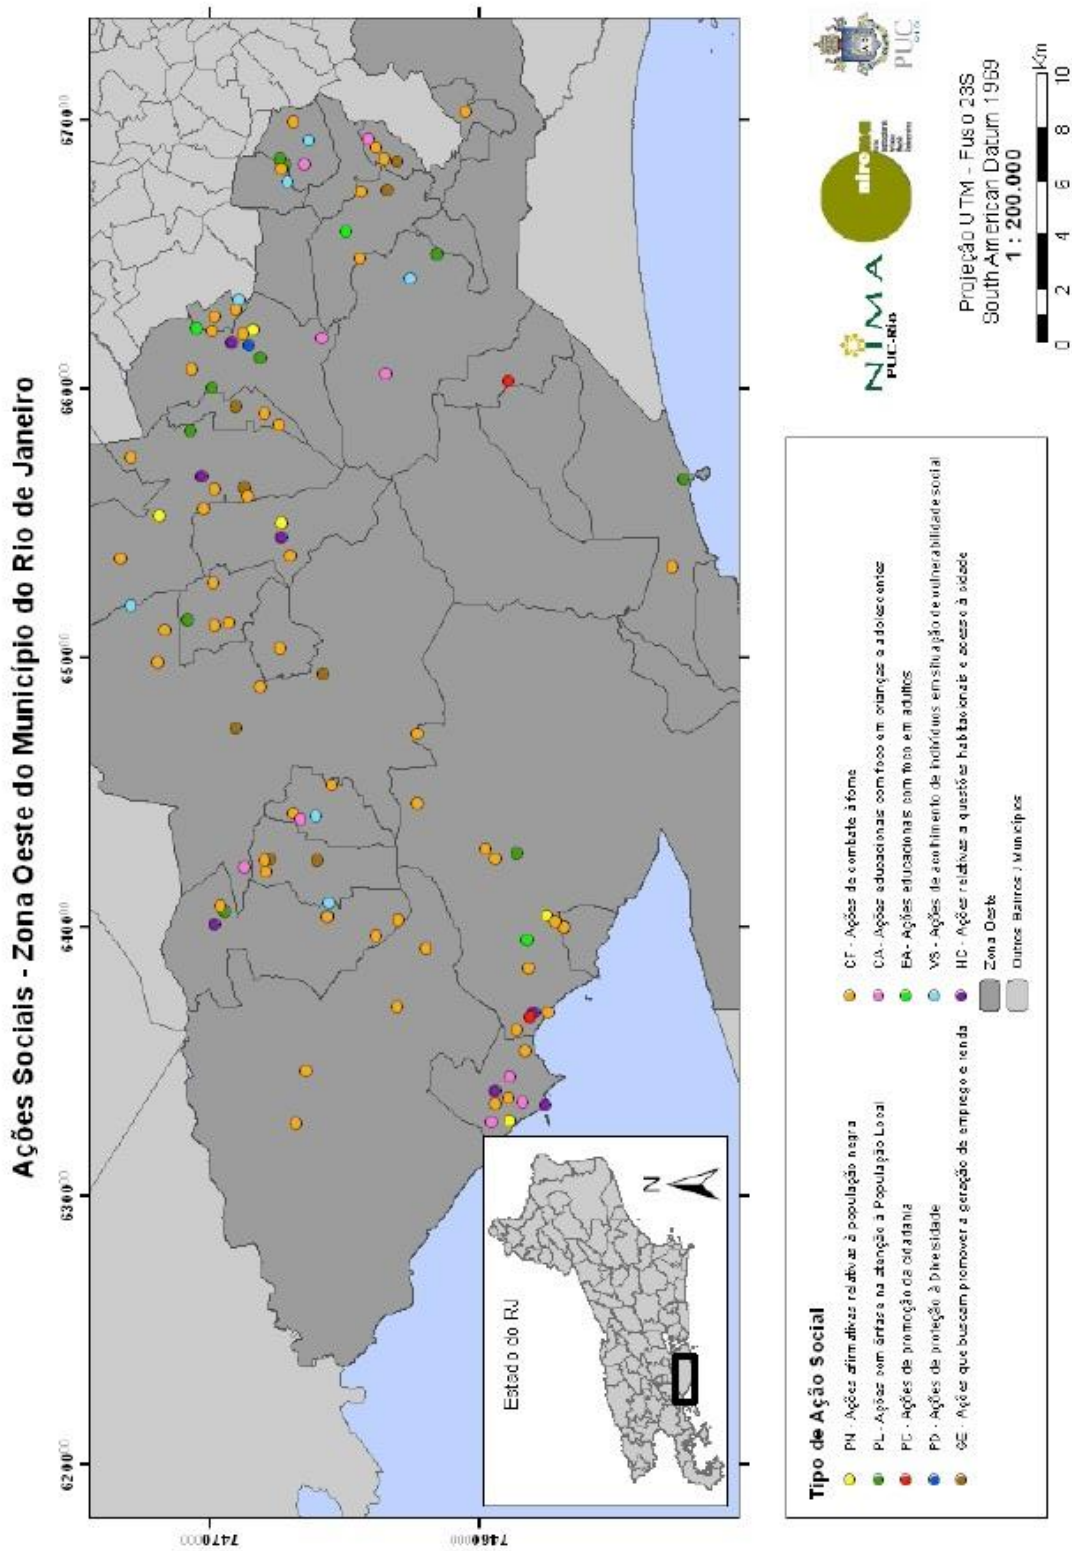 Ações Sociais - Zona Oeste do Município do Rio de Janeiro
620000
630000
640000
650000
660000
670000
7470000
7460000
Estado do RJ
N
Tipo de Ação Social
PN - Ações afirmativas relativas à população negra
PL - Ações com ênfase na atenção à População Local
PC - Ações de promoção da cidadania
PD - Ações de proteção à Diversidade
GE - Ações que buscam promover a geração de emprego e renda
CF - Ações de combate à fome
CA - Ações educacionais com foco em crianças e adolescentes
EA - Ações educacionais com foco em adultos
VS - Ações de acolhimento de indivíduos em situação de vulnerabilidade social
HC - Ações relativas a questões habitacionais e acesso à cidade
Zona Oeste
Outros Bairros / Municípios
NIMA
PUC-Rio
PUC
RIO
Projeção UTM - Fuso 23S
South American Datum 1969
1 : 200.000
0 2 4 6 8 10
Km